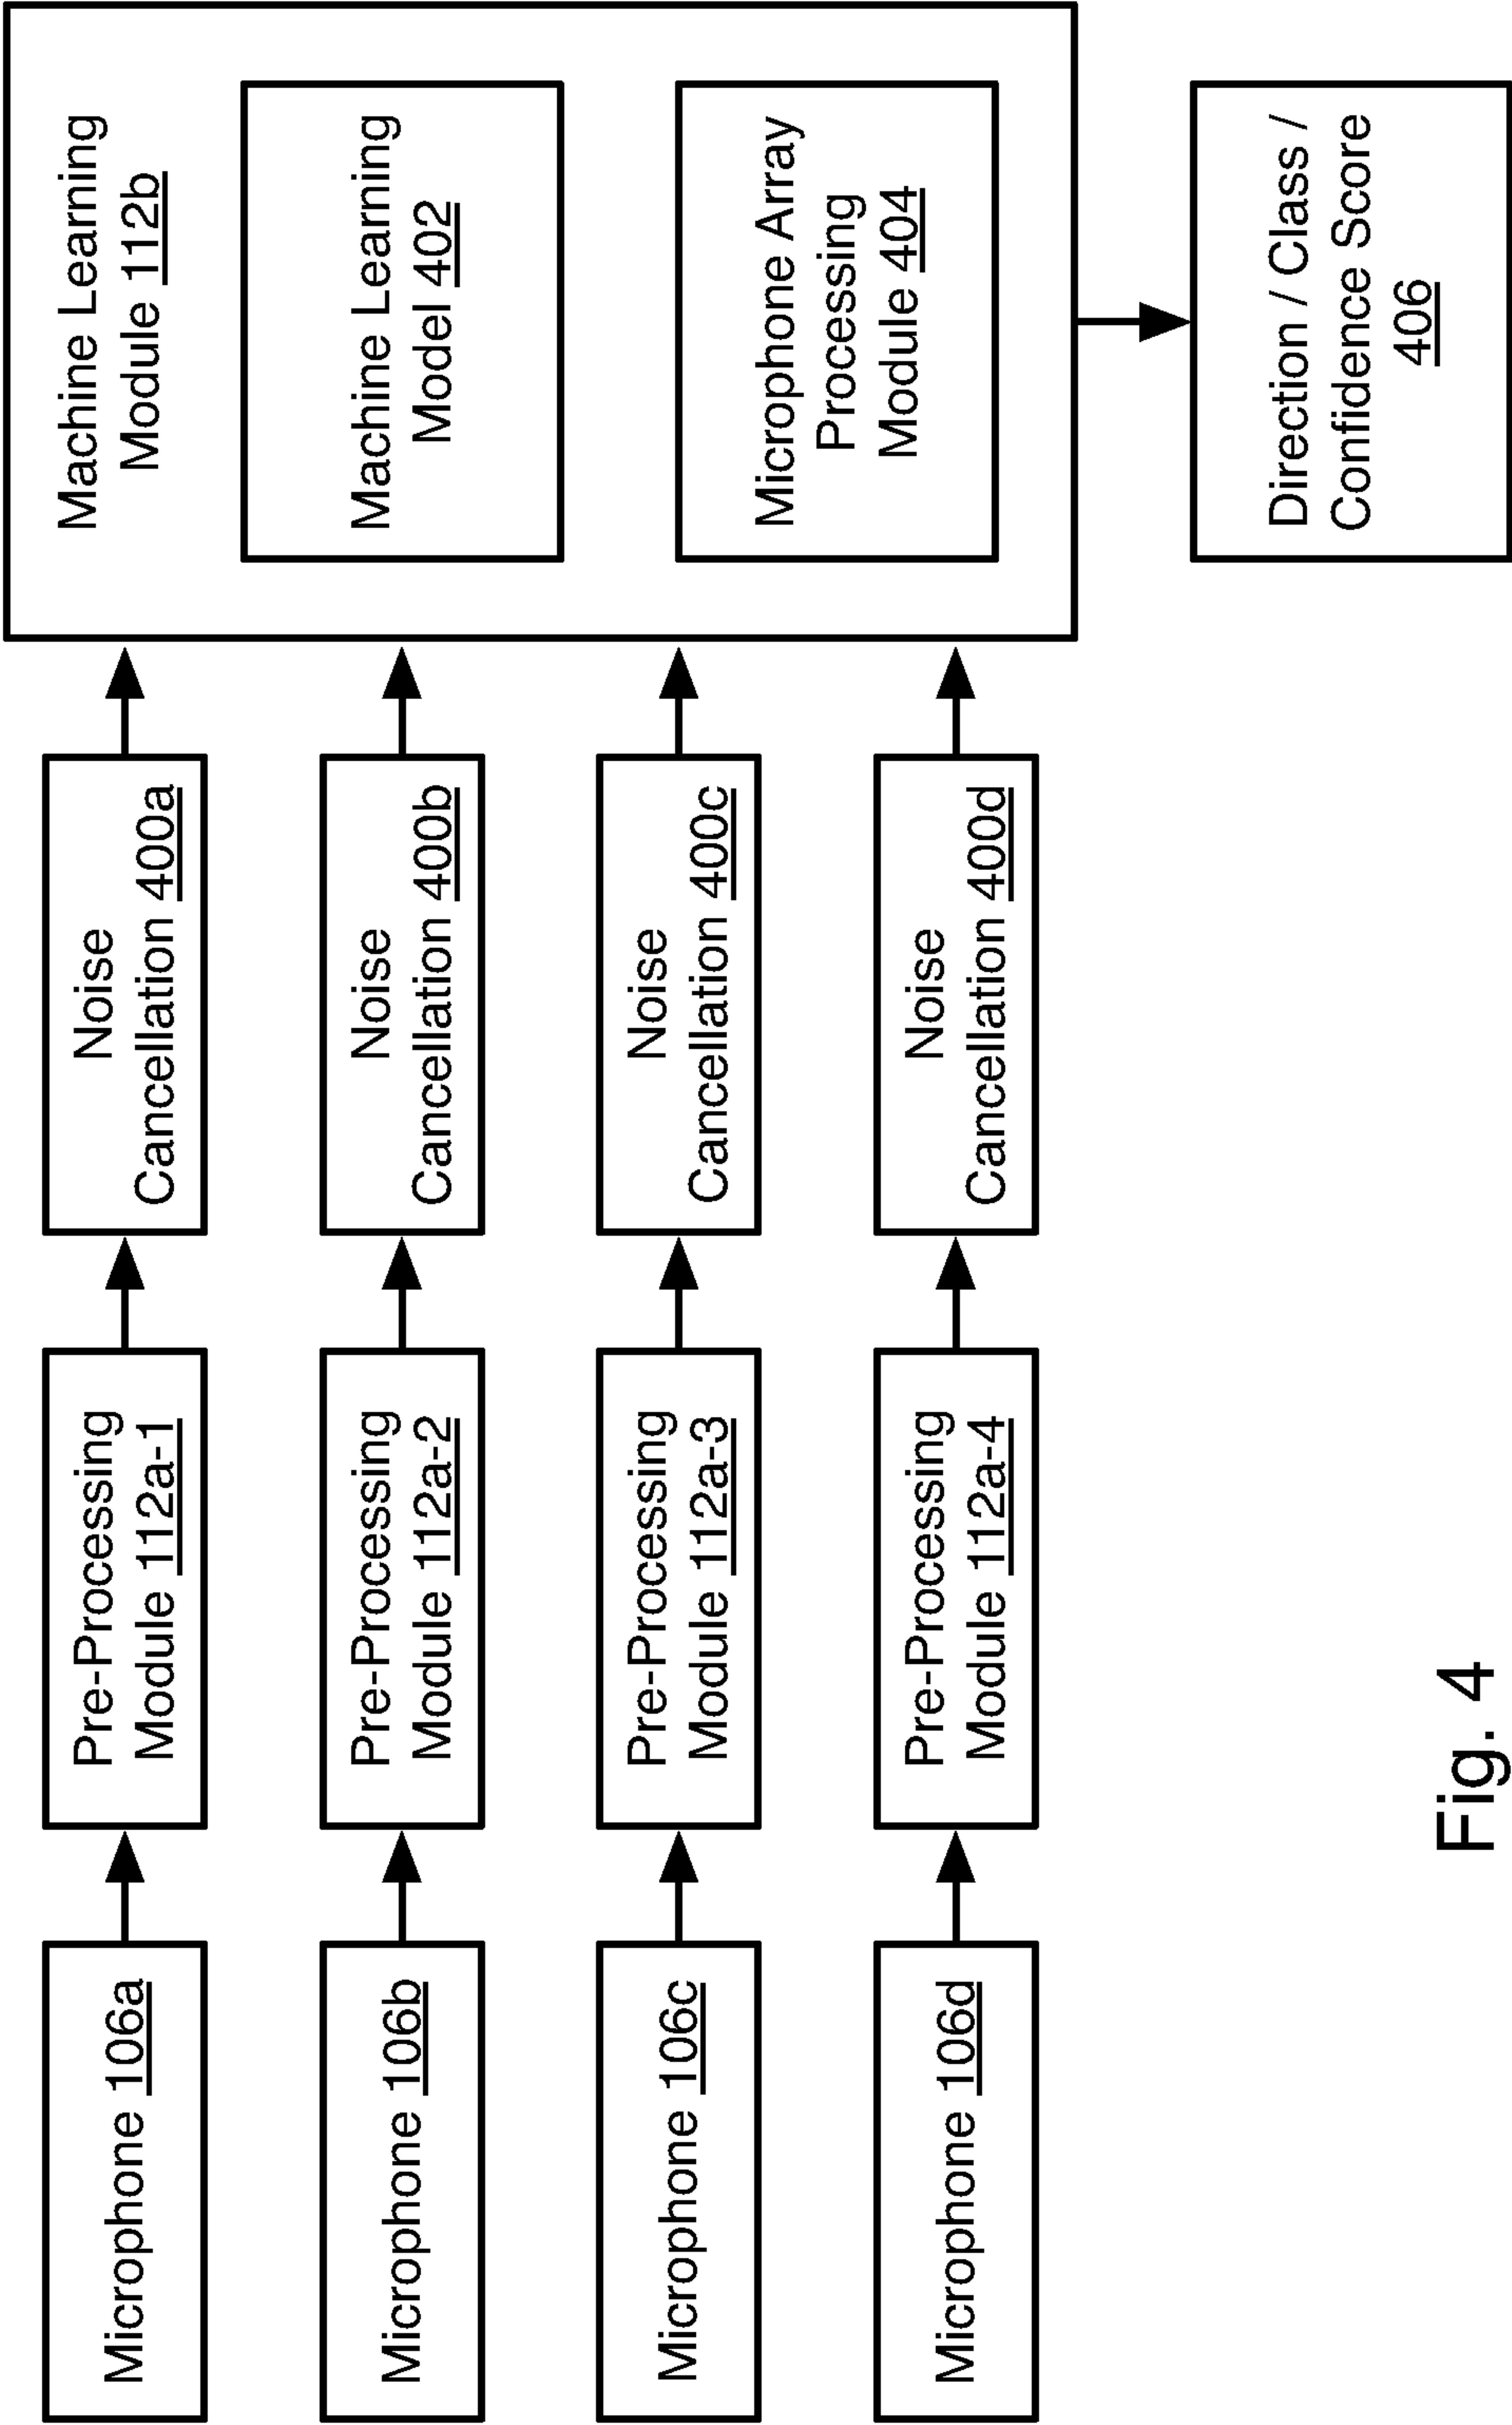 Microphone 106a
Pre-Processing
Module 112a-1
Noise
Cancellation 400a
Microphone 106b
Pre-Processing
Module 112a-2
Noise
Cancellation 400b
Microphone 106c
Pre-Processing
Module 112a-3
Noise
Cancellation 400c
Microphone 106d
Pre-Processing
Module 112a-4
Noise
Cancellation 400d
Machine Learning
Module 112b
Machine Learning
Model 402
Microphone Array
Processing
Module 404
Direction / Class /
Confidence Score
406
Fig. 4